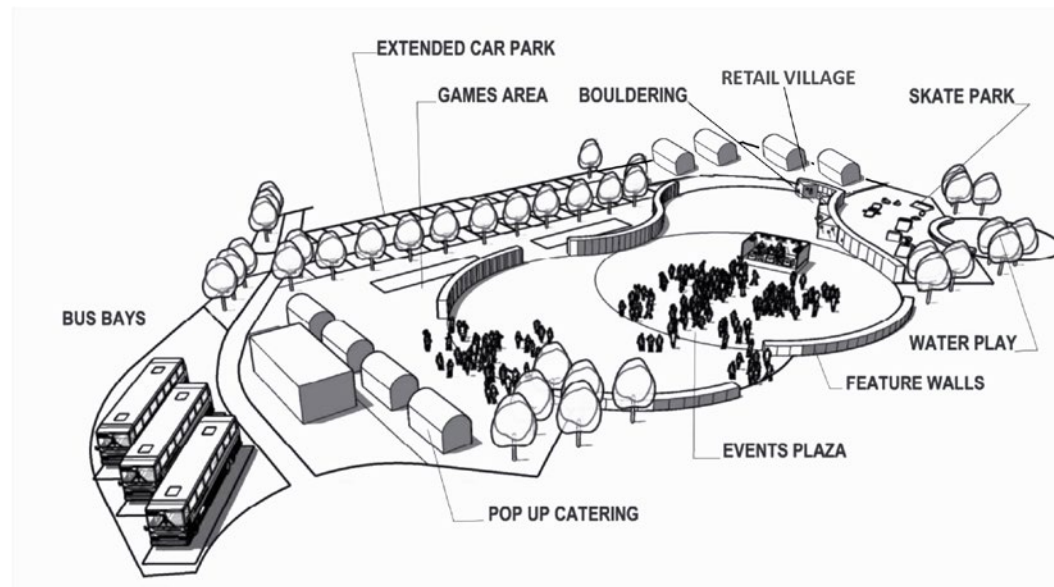 EXTENDED CAR PARK
GAMES AREA
BOULDERING
RETAIL VILLAGE
SKATE PARK
BUS BAYS
WATER PLAY
FEATURE WALLS
EVENTS PLAZA
POP UP CATERING